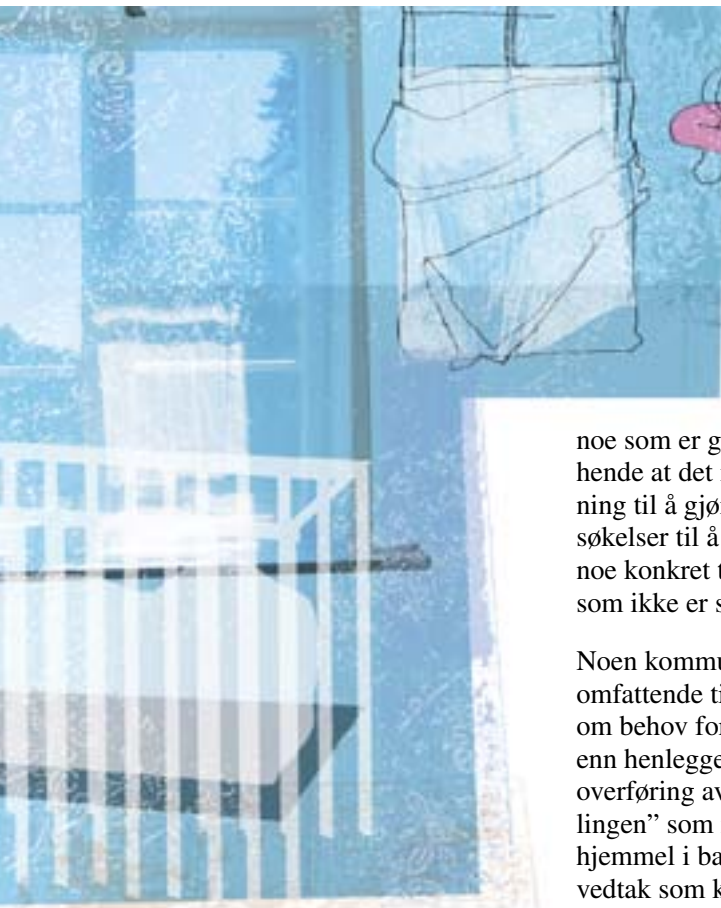 noe som er g
hende at det
ning til å gjø
søkelser til å
noe konkret t
som ikke er s
Noen kommu
omfattende ti
om behov for
enn henlegge
overføring av
lingen” som
hjemmel i ba
vedtak som k